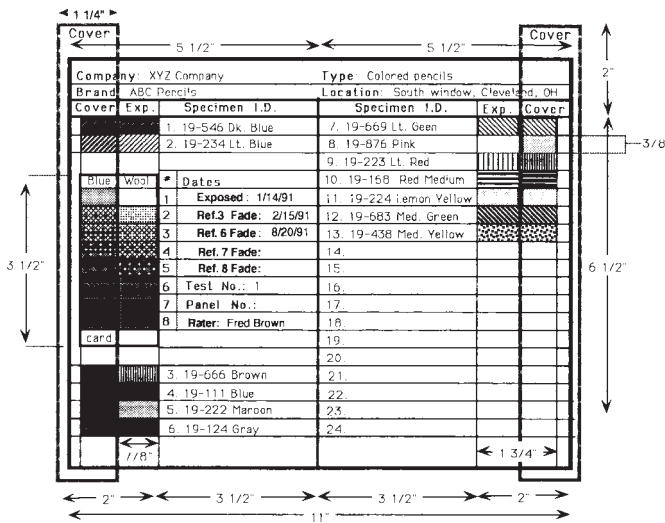 1 1/4"
Cover Cover
5 1/2" 5 1/2"
2"
Company: XYZ Company Type: Colored pencils
Brand: ABC Pencils Location: South window, Cleveland, OH
Cover Exp. Specimen I.D. Specimen I.D. Exp. Cover
1. 19-546 Dk. Blue 7. 19-669 Lt. Geen
2. 19-234 Lt. Blue 8. 19-876 Pink
3/8
9. 19-223 Lt. Red
Blue Wool # Dates 10. 19-168 Red Medium
1 Exposed: 1/14/91 11. 19-224 Lemon Yellow
2 Ref.3 Fade: 2/15/91 12. 19-683 Med. Green
3 Ref. 6 Fade: 8/20/91 13. 19-438 Med. Yellow
4 Ref. 7 Fade: 14.
3 1/2" 6 1/2"
5 Ref. 8 Fade: 15.
6 Test No.: 1 16.
7 Panel No.: 17.
8 Rater: Fred Brown 18.
card 19.
20.
3. 19-666 Brown 21.
4. 19-111 Blue 22.
5. 19-222 Maroon 23.
6. 19-124 Gray 24.
7/8" 1 3/4"
2" 3 1/2" 3 1/2" 2"
11"